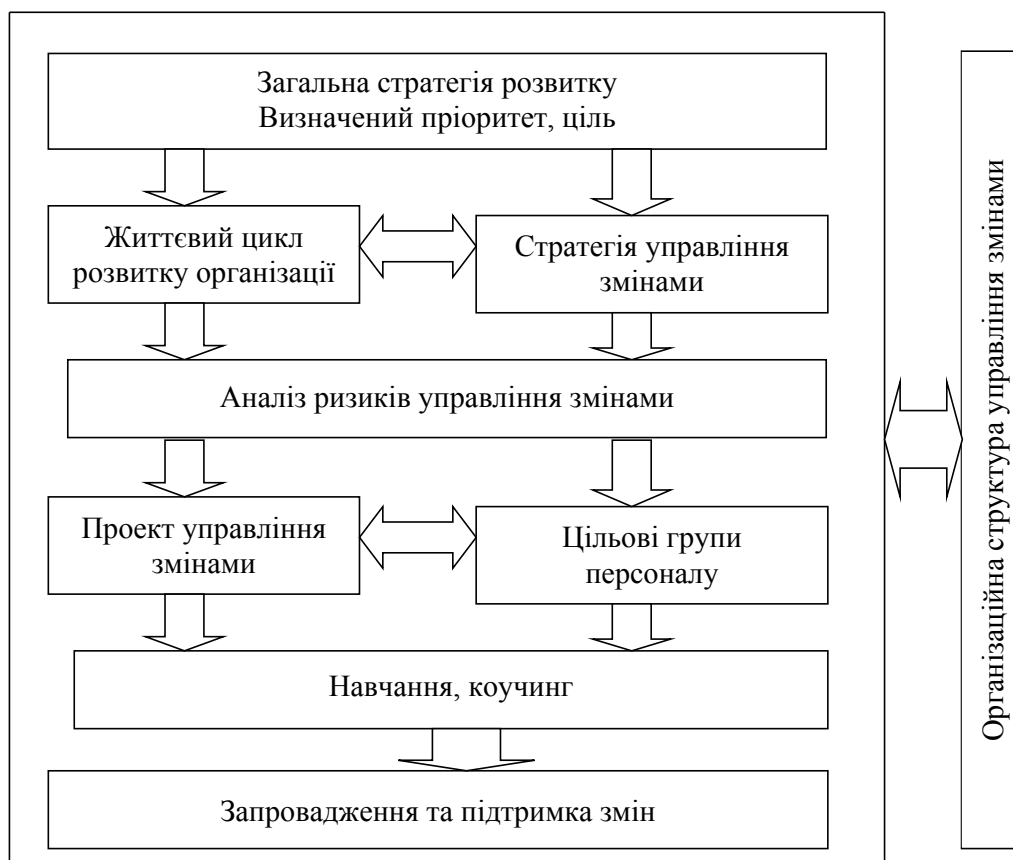 Загальна стратегія розвитку
Визначений пріоритет, ціль
Життєвий цикл
розвитку організації
Стратегія управління
змінами
Аналіз ризиків управління змінами
Проект управління
змінами
Цільові групи
персоналу
Навчання, коучинг
Запровадження та підтримка змін
Організаційна структура управління змінами